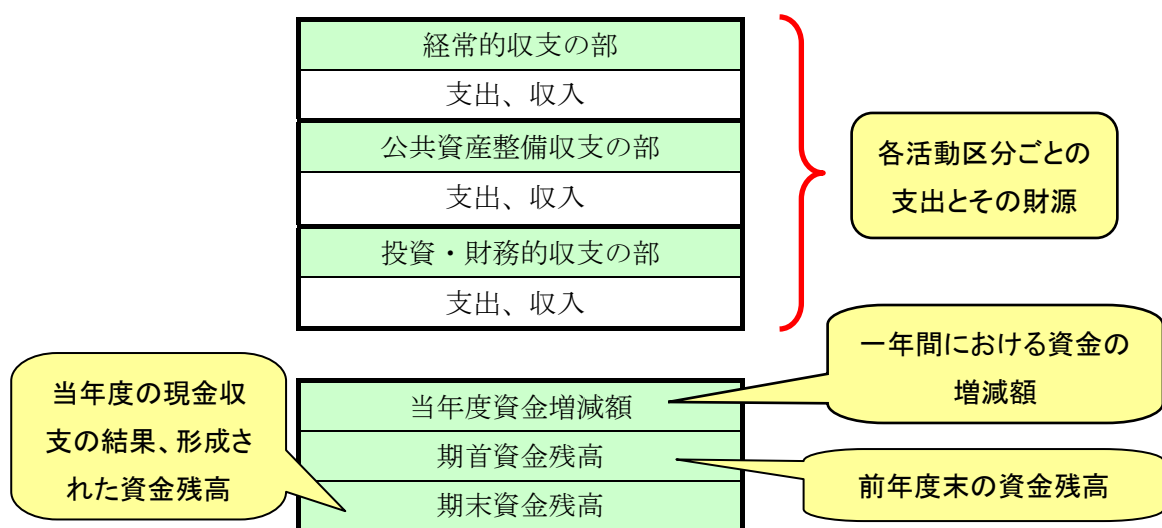 経常的収支の部
支出、収入
公共資産整備収支の部
支出、収入
投資・財務的収支の部
支出、収入
各活動区分ごとの
支出とその財源
一年間における資金の
増減額
当年度の現金収
支の結果、形成さ
れた資金残高
当年度資金増減額
期首資金残高
期末資金残高
前年度末の資金残高